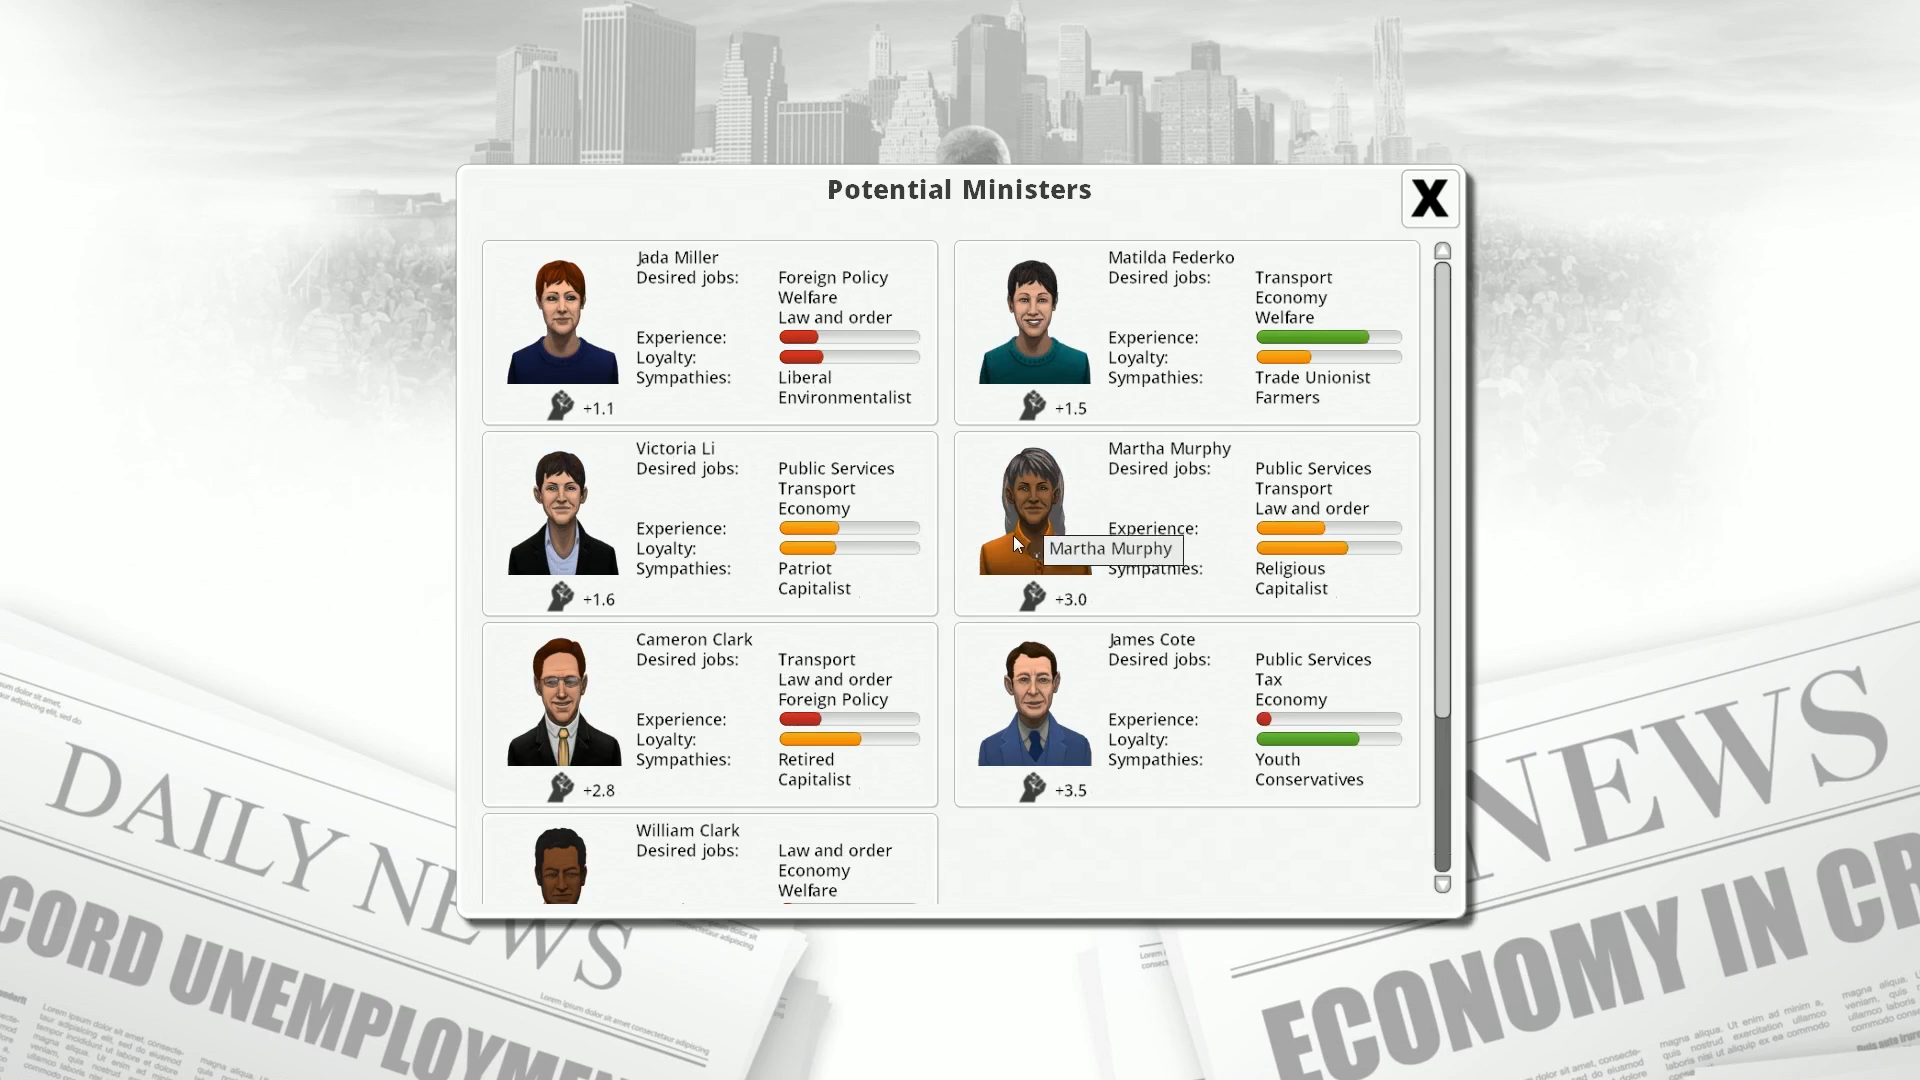 Potential Ministers
X
Jada Miller
Desired jobs: Foreign Policy
Welfare
Law and order
Experience:
Loyalty:
Sympathies: Liberal
Environmentalist
+1.1
Matilda Federko
Desired jobs: Transport
Economy
Welfare
Experience:
Loyalty:
Sympathies: Trade Unionist
Farmers
+1.5
Victoria Li
Desired jobs: Public Services
Transport
Economy
Experience:
Loyalty:
Sympathies: Patriot
Capitalist
+1.6
Martha Murphy
Desired jobs: Public Services
Transport
Law and order
Experience:
Martha Murphy
Sympathies: Religious
Capitalist
+3.0
Cameron Clark
Desired jobs: Transport
Law and order
Foreign Policy
Experience:
Loyalty:
Sympathies: Retired
Capitalist
+2.8
James Cote
Desired jobs: Public Services
Tax
Economy
Experience:
Loyalty:
Sympathies: Youth
Conservatives
+3.5
William Clark
Desired jobs: Law and order
Economy
Welfare
DAILY NEWS
CORD UNEMPLOYME
NEWS
ECONOMY IN CR